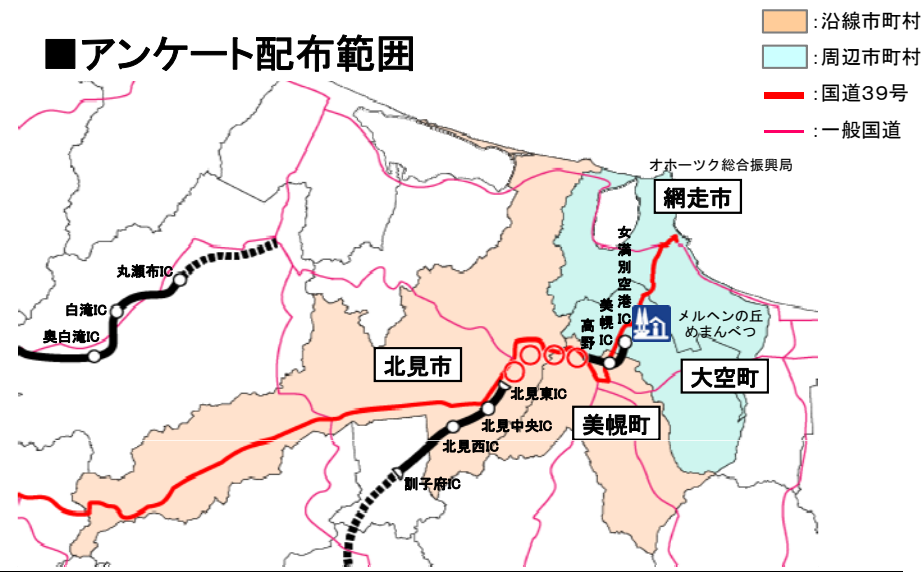 ■アンケート配布範囲
:沿線市町村
:周辺市町村
:国道39号
:一般国道
オホーツク総合振興局
網走市
女満別空港IC
美幌IC
高野
メルヘンの丘
めまんべつ
大空町
美幌町
北見市
丸瀬布IC
白滝IC
奥白滝IC
北見東IC
北見中央IC
北見西IC
訓子府IC